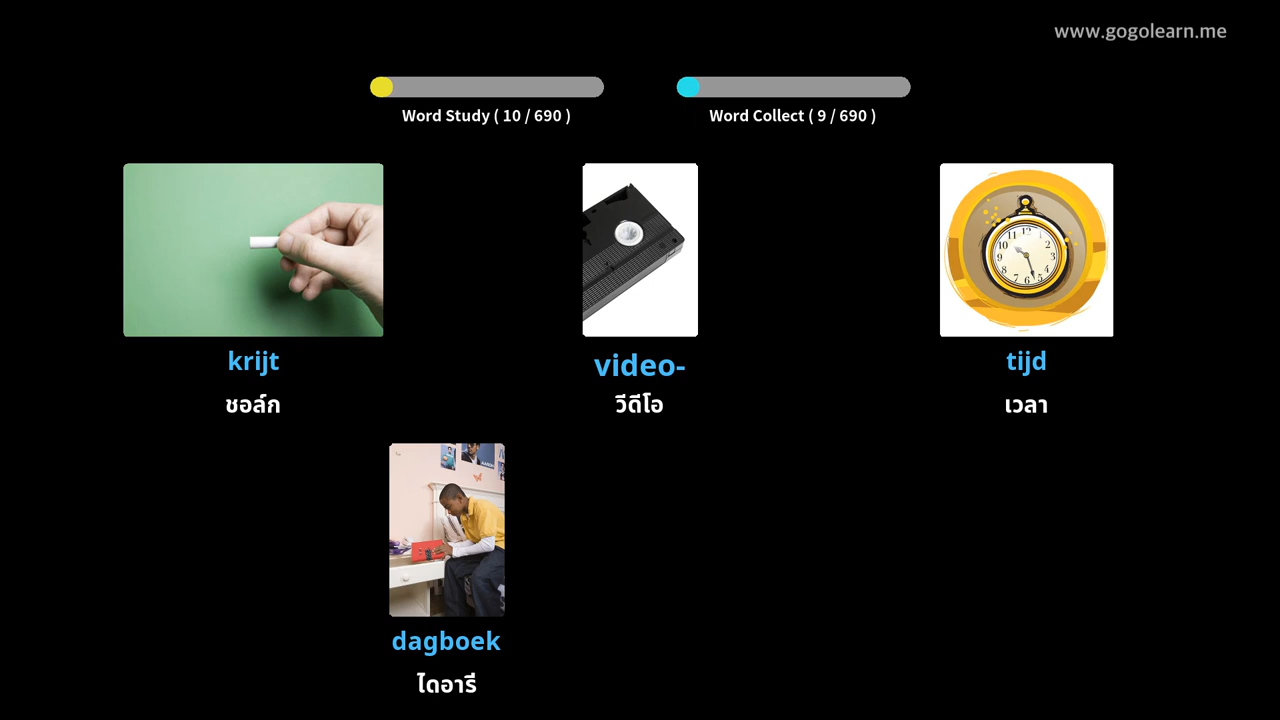 www.gogolearn.me
Word Study ( 10 / 690 )
Word Collect ( 9 / 690 )
krijt
ชอล์ก
video-
วีดีโอ
tijd
เวลา
dagboek
ไดอารี